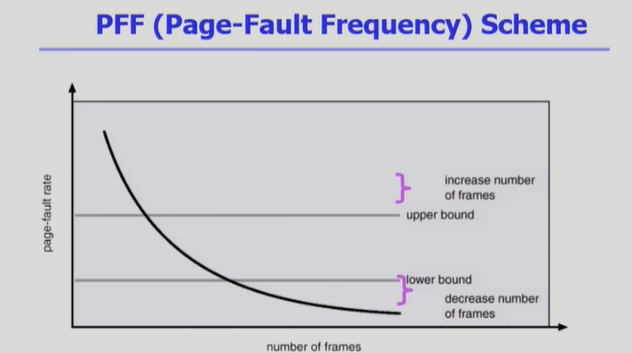 PFF (Page-Fault Frequency) Scheme
page-fault rate
increase number
of frames
upper bound
lower bound
decrease number
of frames
number of frames